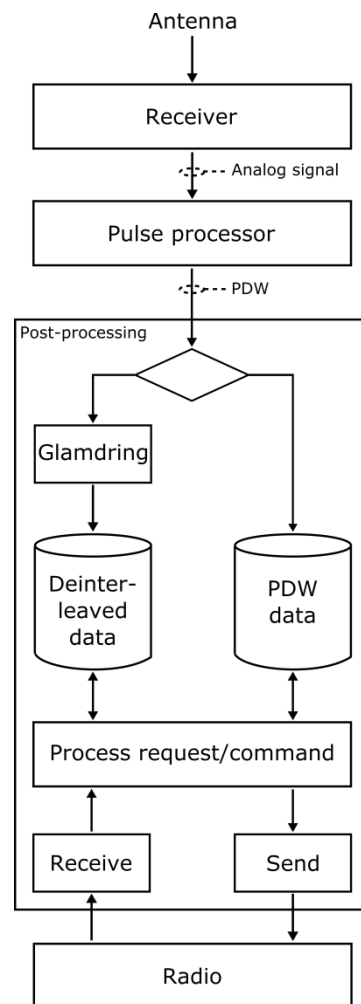 Antenna
Receiver
Analog signal
Pulse processor
PDW
Post-processing
Glamdring
Deinter-
leaved
data
PDW
data
Process request/command
Receive
Send
Radio